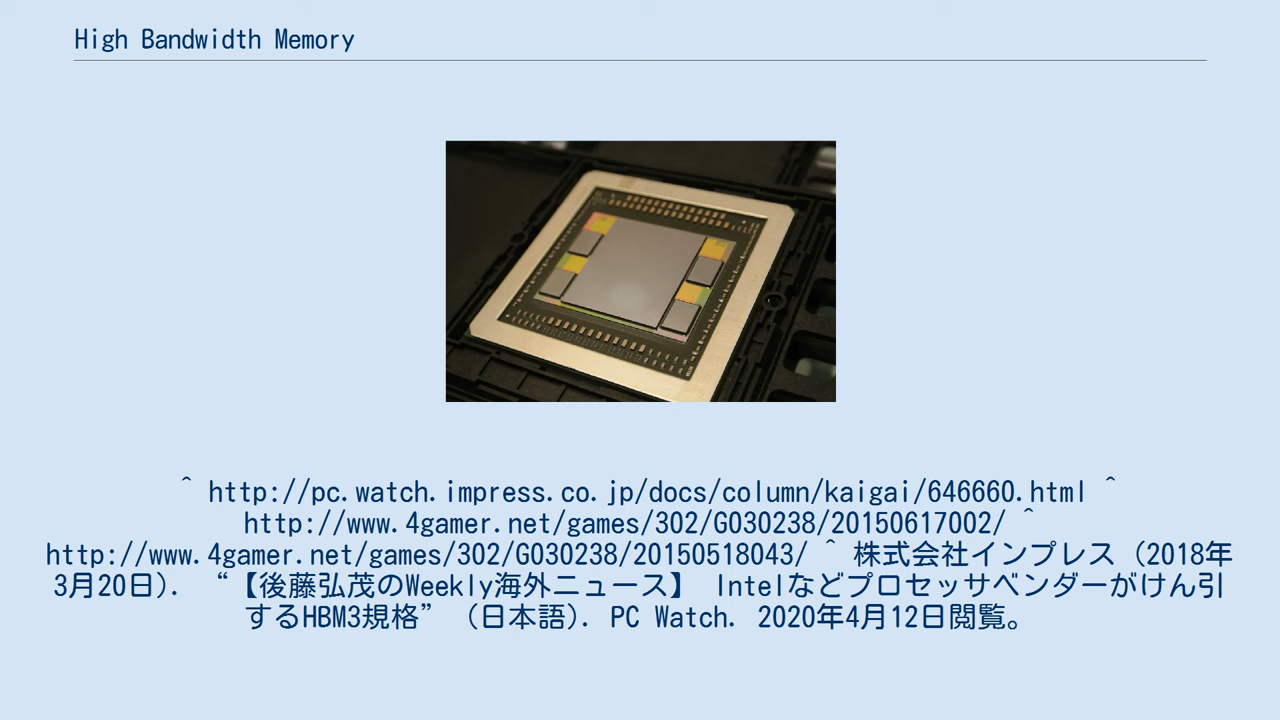 High Bandwidth Memory
^ http://pc.watch.impress.co.jp/docs/column/kaigai/646660.html ^
http://www.4gamer.net/games/302/G030238/20150617002/ ^
http://www.4gamer.net/games/302/G030238/20150518043/ ^ 株式会社インプレス (2018年
3月20日). “【後藤弘茂のWeekly海外ニュース】 Intelなどプロセッサベンダーがけん引
するHBM3規格” (日本語). PC Watch. 2020年4月12日閲覧。